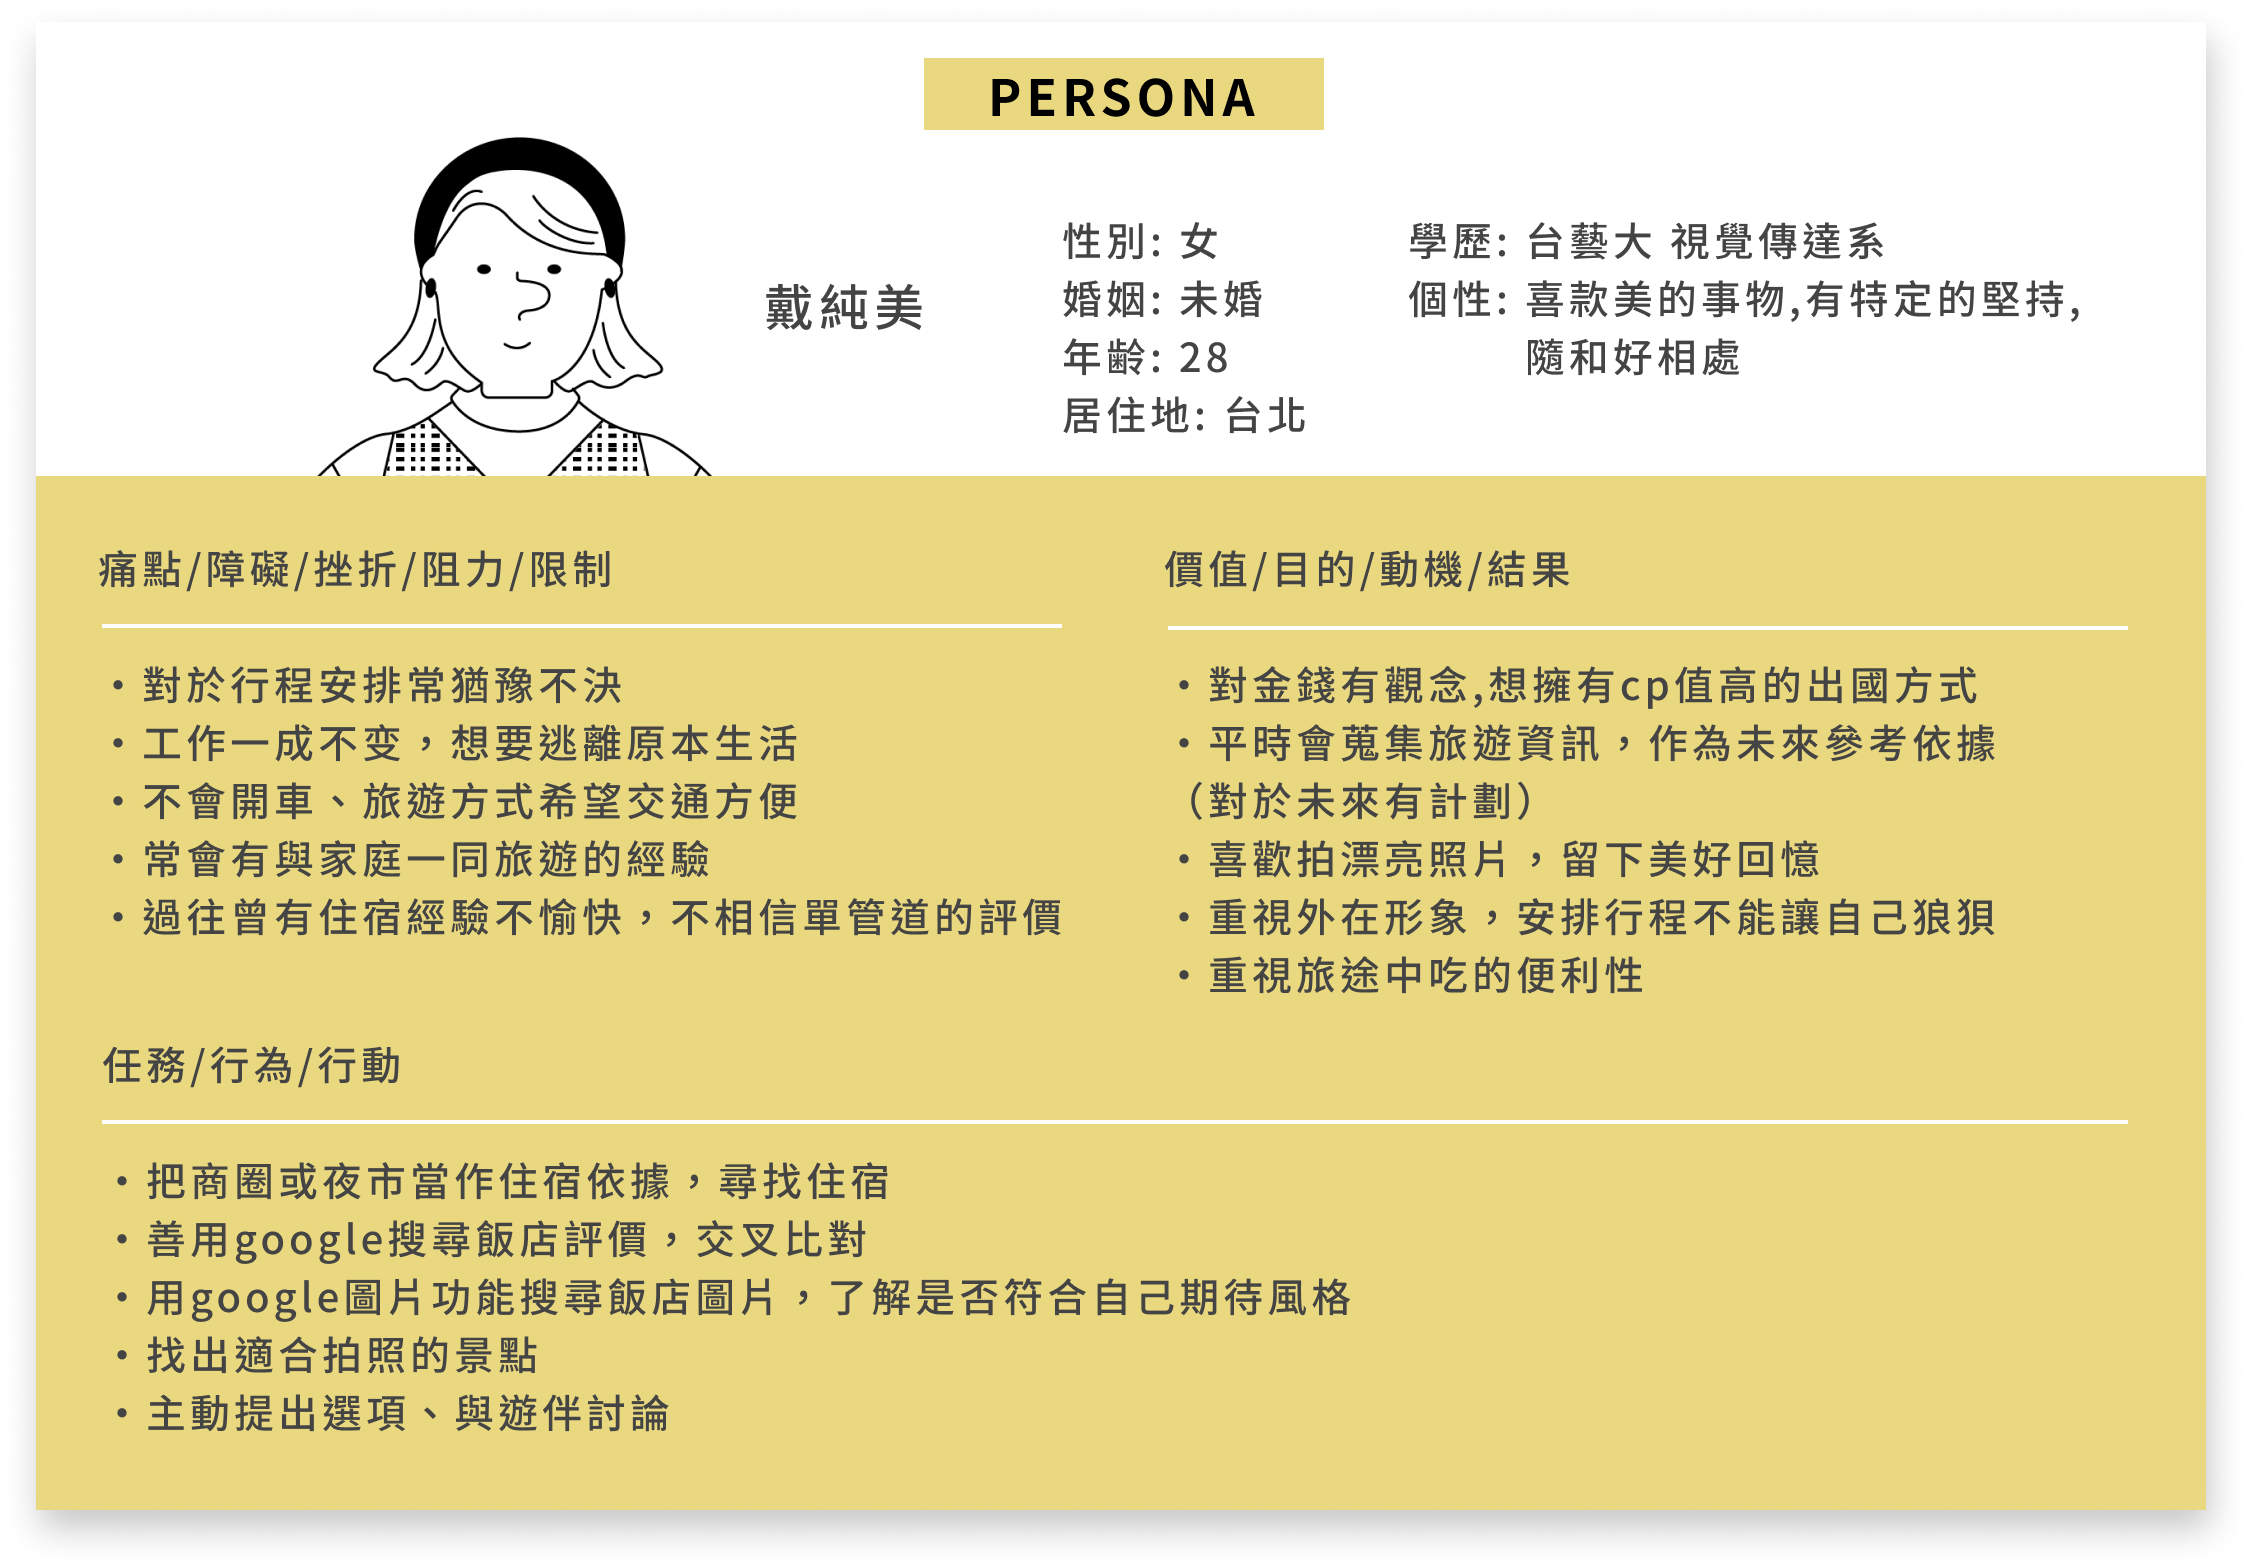 PERSONA
戴純美
性別: 女
婚姻: 未婚
年齡: 28
居住地: 台北
學歷: 台藝大 視覺傳達系
個性: 喜款美的事物,有特定的堅持,
隨和好相處
痛點/障礙/挫折/阻力/限制
・對於行程安排常猶豫不決
・工作一成不变，想要逃離原本生活
・不會開車、旅遊方式希望交通方便
・常會有與家庭一同旅遊的經驗
・過往曾有住宿經驗不愉快，不相信單管道的評價
價值/目的/動機/結果
・對金錢有觀念,想擁有cp值高的出國方式
・平時會蒐集旅遊資訊，作為未來參考依據
（對於未來有計劃）
・喜歡拍漂亮照片，留下美好回憶
・重視外在形象，安排行程不能讓自己狼狽
・重視旅途中吃的便利性
任務/行為/行動
・把商圈或夜市當作住宿依據，尋找住宿
・善用google搜尋飯店評價，交叉比對
・用google圖片功能搜尋飯店圖片，了解是否符合自己期待風格
・找出適合拍照的景點
・主動提出選項、與遊伴討論